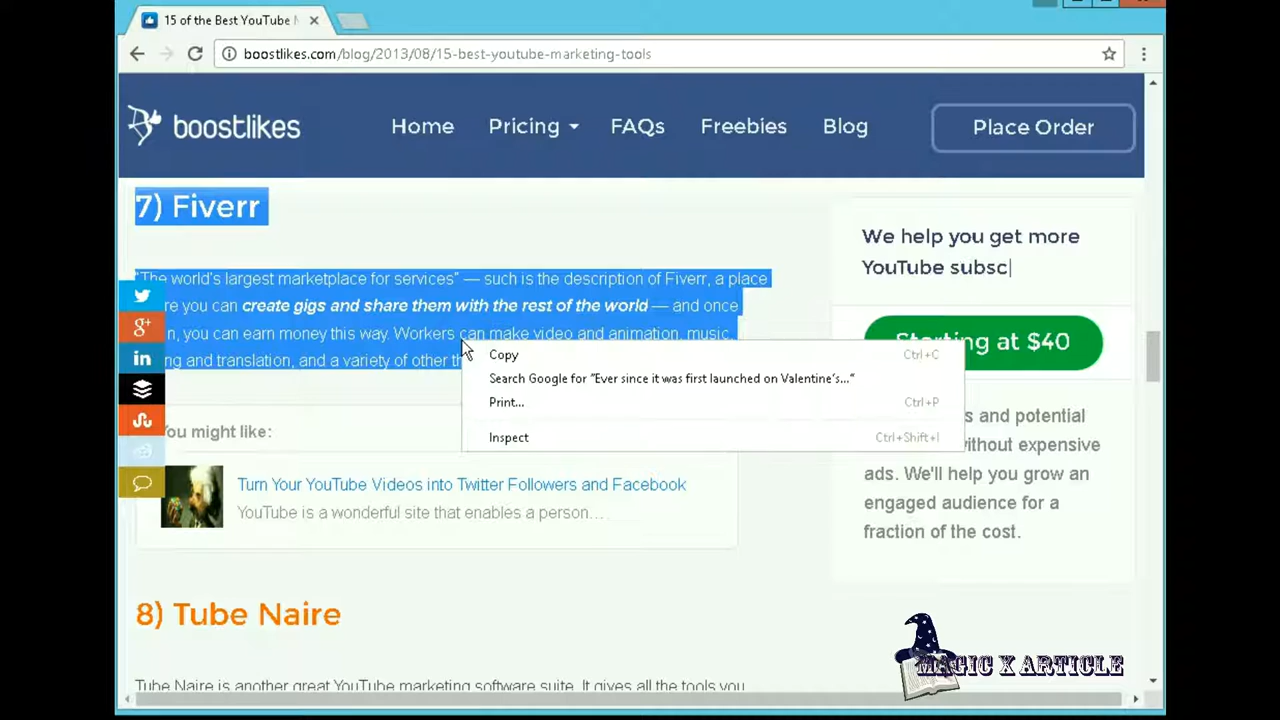 15 of the Best YouTube
boostlikes.com/blog/2013/08/15-best-youtube-marketing-tools
boostlikes
Home
Pricing
FAQs
Freebies
Blog
Place Order
7) Fiverr
"The world's largest marketplace for services" — such is the description of Fiverr, a place
re you can create gigs and share them with the rest of the world — and once
n, you can earn money this way. Workers can make video and animation, music,
ng and translation, and a variety of other th
Copy Ctrl+C
Search Google for "Ever since it was first launched on Valentine's..."
Print... Ctrl+P
Inspect Ctrl+Shift+I
You might like:
Turn Your YouTube Videos into Twitter Followers and Facebook
YouTube is a wonderful site that enables a person...
8) Tube Naire
Tube Naire is another great YouTube marketing software suite. It gives all the tools you
We help you get more
YouTube subsc
Starting at $40
s and potential
without expensive
ads. We'll help you grow an
engaged audience for a
fraction of the cost.
MAGIC X ARTICLE